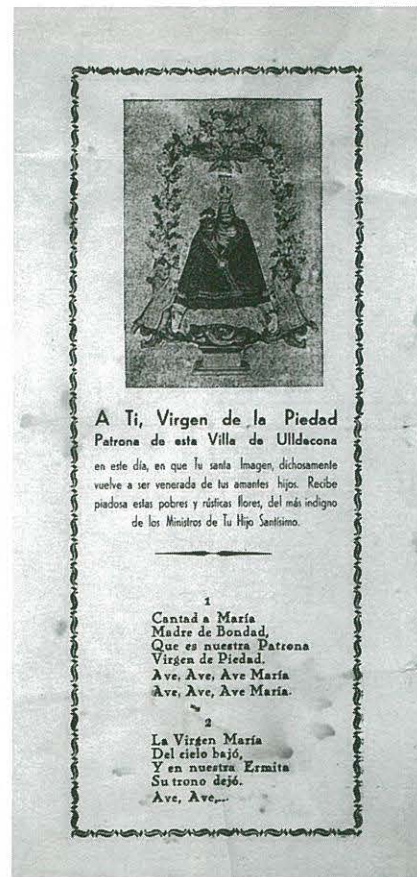 A Ti, Virgen de la Piedad
Patrona de esta Villa de Ulldecona
en este día, en que Tu santa Imagen, dichosamente
vuelve a ser venerada de tus amantes hijos. Recibe
piadosa estas pobres y rústicas flores, del más indigno
de los Ministros de Tu Hijo Santísimo.
1
Cantad a María
Madre de Bondad,
Que es nuestra Patrona
Virgen de Piedad.
Ave, Ave, Ave María
Ave, Ave, Ave María.
2
La Virgen María
Del cielo bajó,
Y en nuestra Ermita
Su trono dejó.
Ave, Ave,...